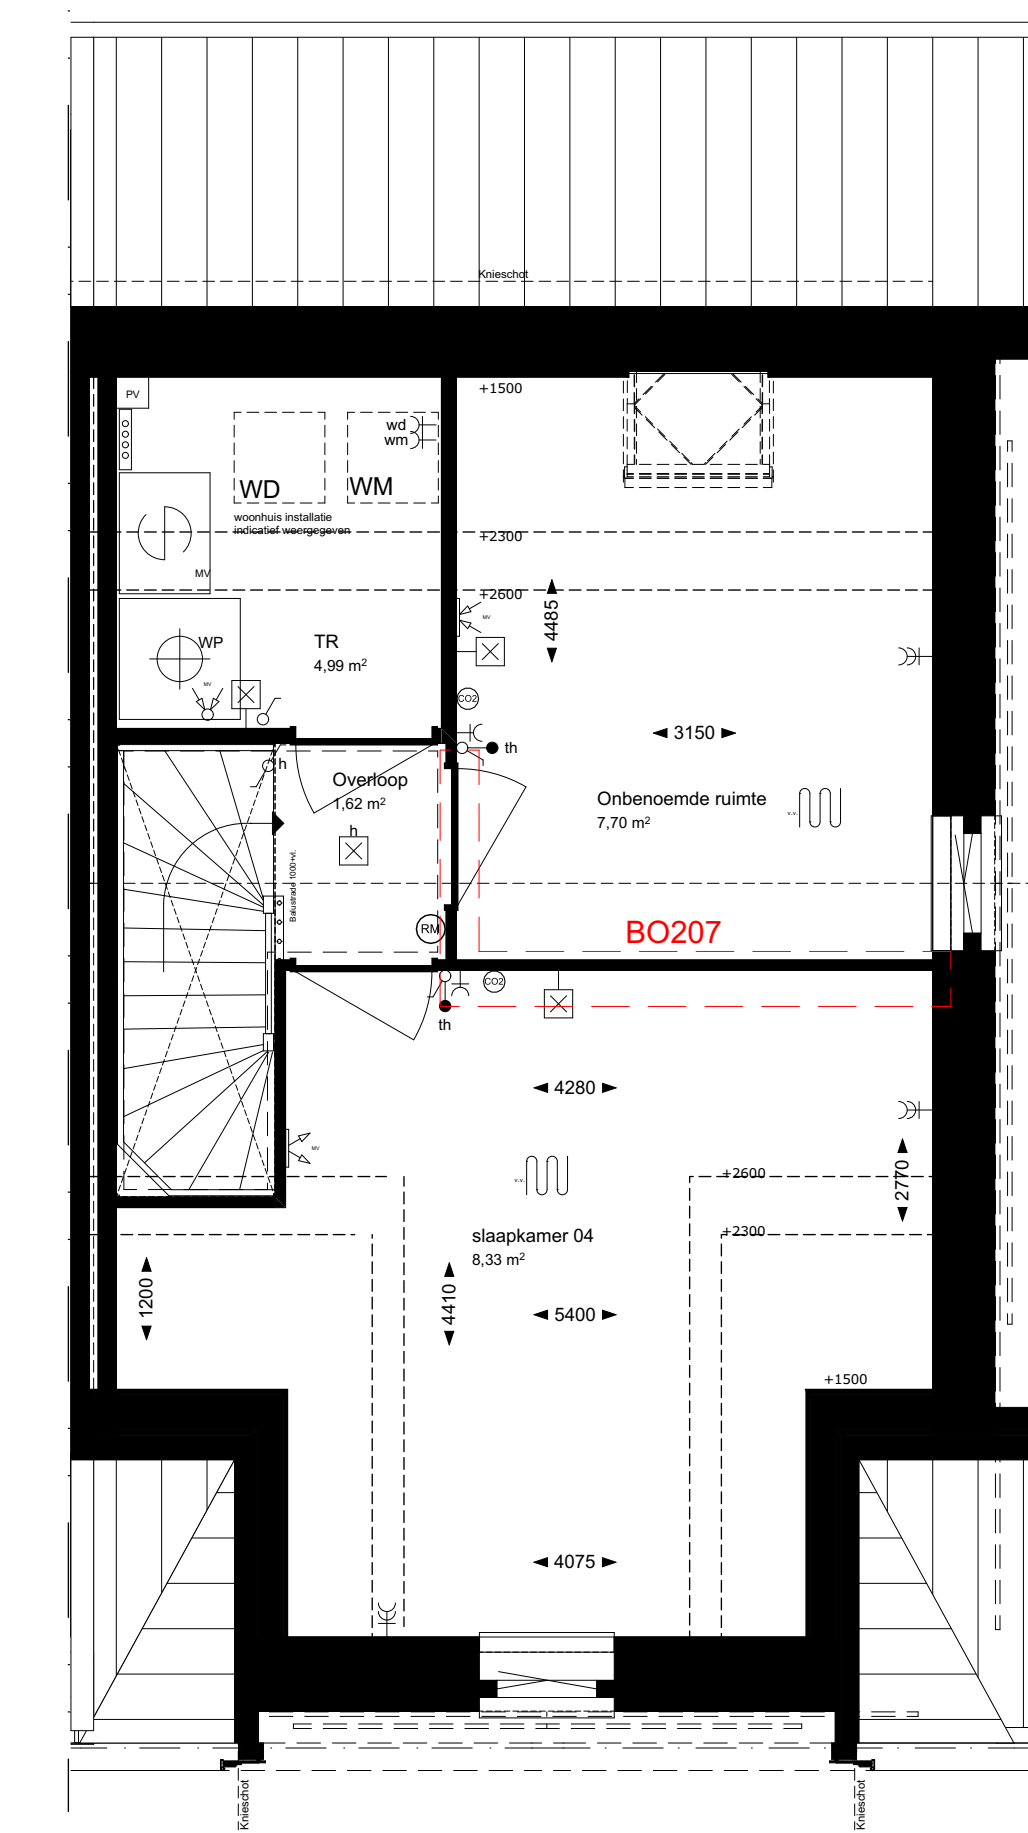 Knieschot
PV
+1500
wd
wm
WD
WM
woonhuis installatie
indicatief weergegeven
+2300
MV
+2600
4485
MV
WP
TR
4,99 m²
MV
CO2
3150
th
h
Overloop
1,62 m²
h
Onbenoemde ruimte
7,70 m²
v.v.
Balustrade 1000+vl.
RM
BO207
CO2
th
4280
MV
v.v.
+2600
2770
slaapkamer 04
8,33 m²
+2300
1200
4410
5400
+1500
4075
Knieschot
Knieschot